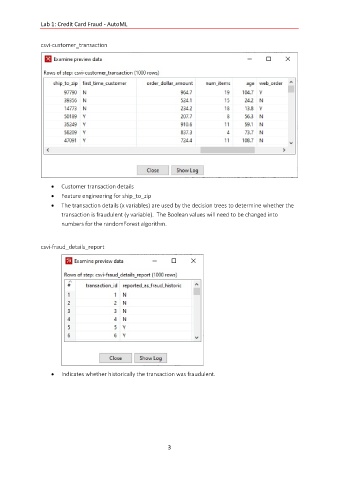 Lab 1: Credit Card Fraud - AutoML
csvi-customer_transaction
Examine preview data
Rows of step: csvi-customer_transaction (1000 rows)
ship_to_zip first_time_customer order_dollar_amount num_items age web_order
97790 N 964.7 19 104.7 Y
39356 N 524.1 15 24.2 N
14773 N 234.2 18 13.8 Y
50189 Y 207.7 8 56.3 N
35249 Y 910.6 11 59.1 N
58209 Y 837.3 4 73.7 N
47091 Y 724.4 11 108.7 N
Close Show Log
• Customer transaction details
• Feature engineering for ship_to_zip
• The transaction details (x variables) are used by the decision trees to determine whether the
transaction is fraudulent (y variable). The Boolean values will need to be changed into
numbers for the randomForest algorithm.
csvi-fraud_details_report
Examine preview data
Rows of step: csvi-fraud_details_report (1000 rows)
# transaction_id reported_as_fraud_historic
1 1 N
2 2 N
3 3 N
4 4 N
5 5 Y
6 6 Y
Close Show Log
• Indicates whether historically the transaction was fraudulent.
3